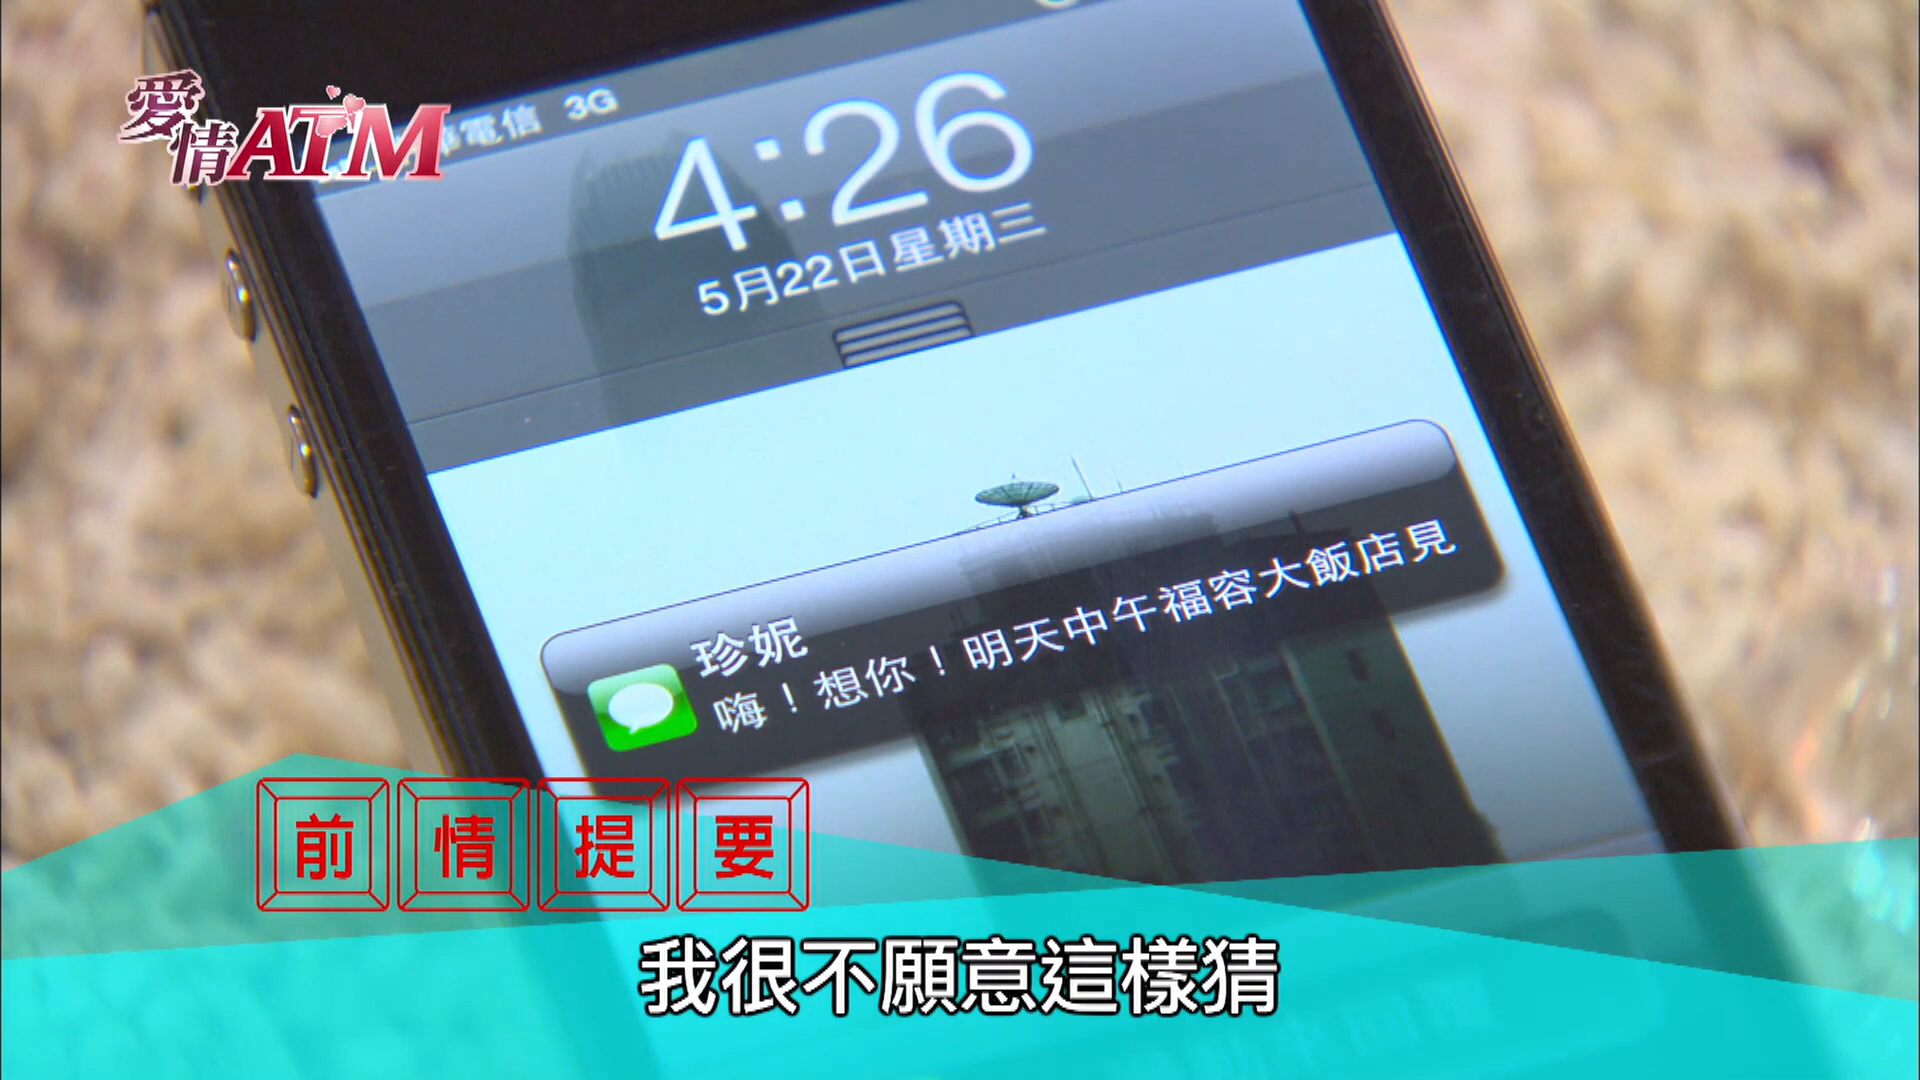 愛情ATM
華電信 3G
4:26
5月22日星期三
珍妮
嗨！想你！明天中午福容大飯店見
前情提要
我很不願意這樣猜